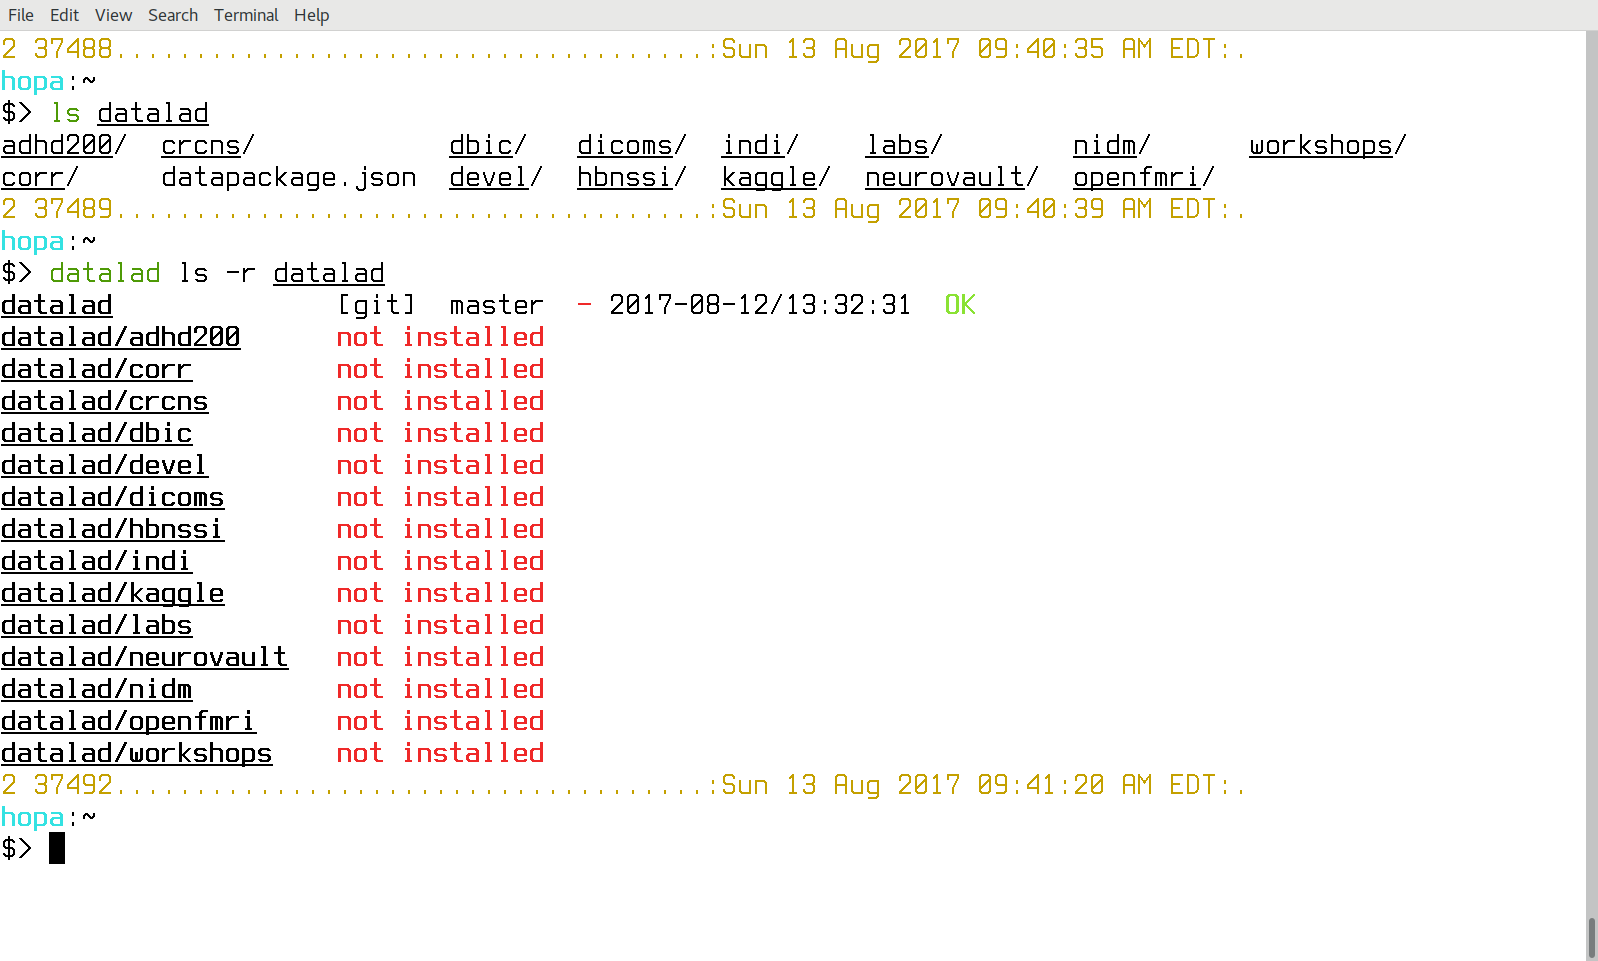 File Edit View Search Terminal Help
2 37488.....................................:Sun 13 Aug 2017 09:40:35 AM EDT:.
hopa:~
$> ls datalad
adhd200/  crcns/            dbic/   dicoms/  indi/    labs/        nidm/      workshops/
corr/     datapackage.json  devel/  hbnssi/  kaggle/  neurovault/  openfmri/
2 37489.....................................:Sun 13 Aug 2017 09:40:39 AM EDT:.
hopa:~
$> datalad ls -r datalad
datalad              [git]  master  - 2017-08-12/13:32:31  OK
datalad/adhd200      not installed
datalad/corr         not installed
datalad/crcns        not installed
datalad/dbic         not installed
datalad/devel        not installed
datalad/dicoms       not installed
datalad/hbnssi       not installed
datalad/indi         not installed
datalad/kaggle       not installed
datalad/labs         not installed
datalad/neurovault   not installed
datalad/nidm         not installed
datalad/openfmri     not installed
datalad/workshops    not installed
2 37492.....................................:Sun 13 Aug 2017 09:41:20 AM EDT:.
hopa:~
$>